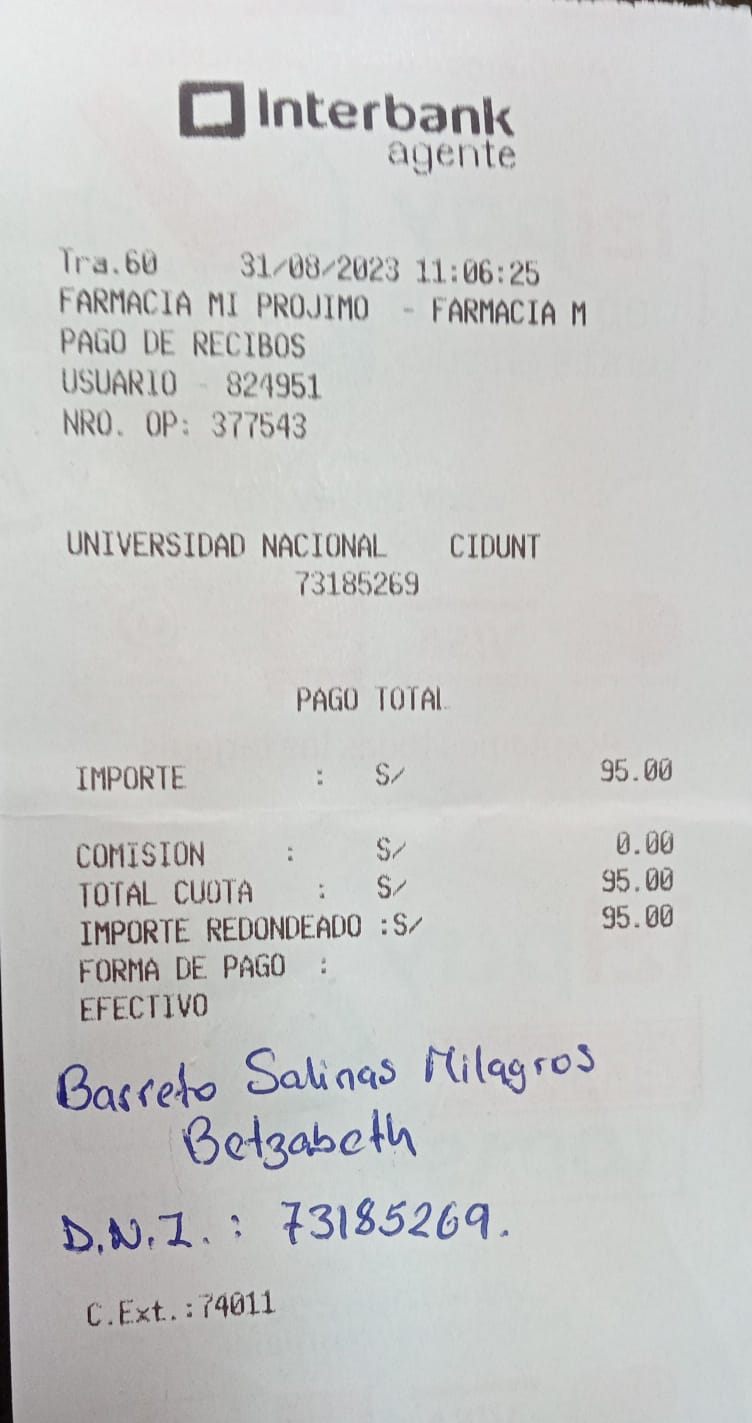 Interbank
agente
Tra.60 31/08/2023 11:06:25
FARMACIA MI PROJIMO - FARMACIA M
PAGO DE RECIBOS
USUARIO - 824951
NRO. OP: 377543
UNIVERSIDAD NACIONAL CIDUNT
73185269
PAGO TOTAL
IMPORTE : S/ 95.00
COMISION : S/ 0.00
TOTAL CUOTA : S/ 95.00
IMPORTE REDONDEADO :S/ 95.00
FORMA DE PAGO :
EFECTIVO
Barreto Salinas Milagros
Betzabeth
D.N.I. : 73185269.
C.Ext.:74011